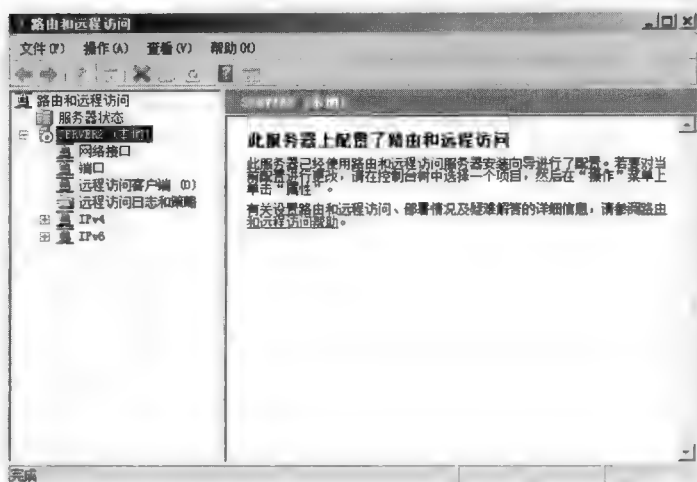 路由和远程访问
文件(F) 操作(A) 查看(V) 帮助(H)
路由和远程访问
服务器状态
SERVER2 (本地)
网络接口
端口
远程访问客户端 (0)
远程访问日志和策略
IPv4
IPv6
SERVER2 (本地)
此服务器上配置了路由和远程访问
此服务器已经使用路由和远程访问服务器安装向导进行了配置。若要对当
前配置进行更改，请在控制台树中选择一个项目，然后在“操作”菜单上
单击“属性”。
有关设置路由和远程访问、部署情况及疑难解答的详细信息，请参阅路由
和远程访问帮助。
完成